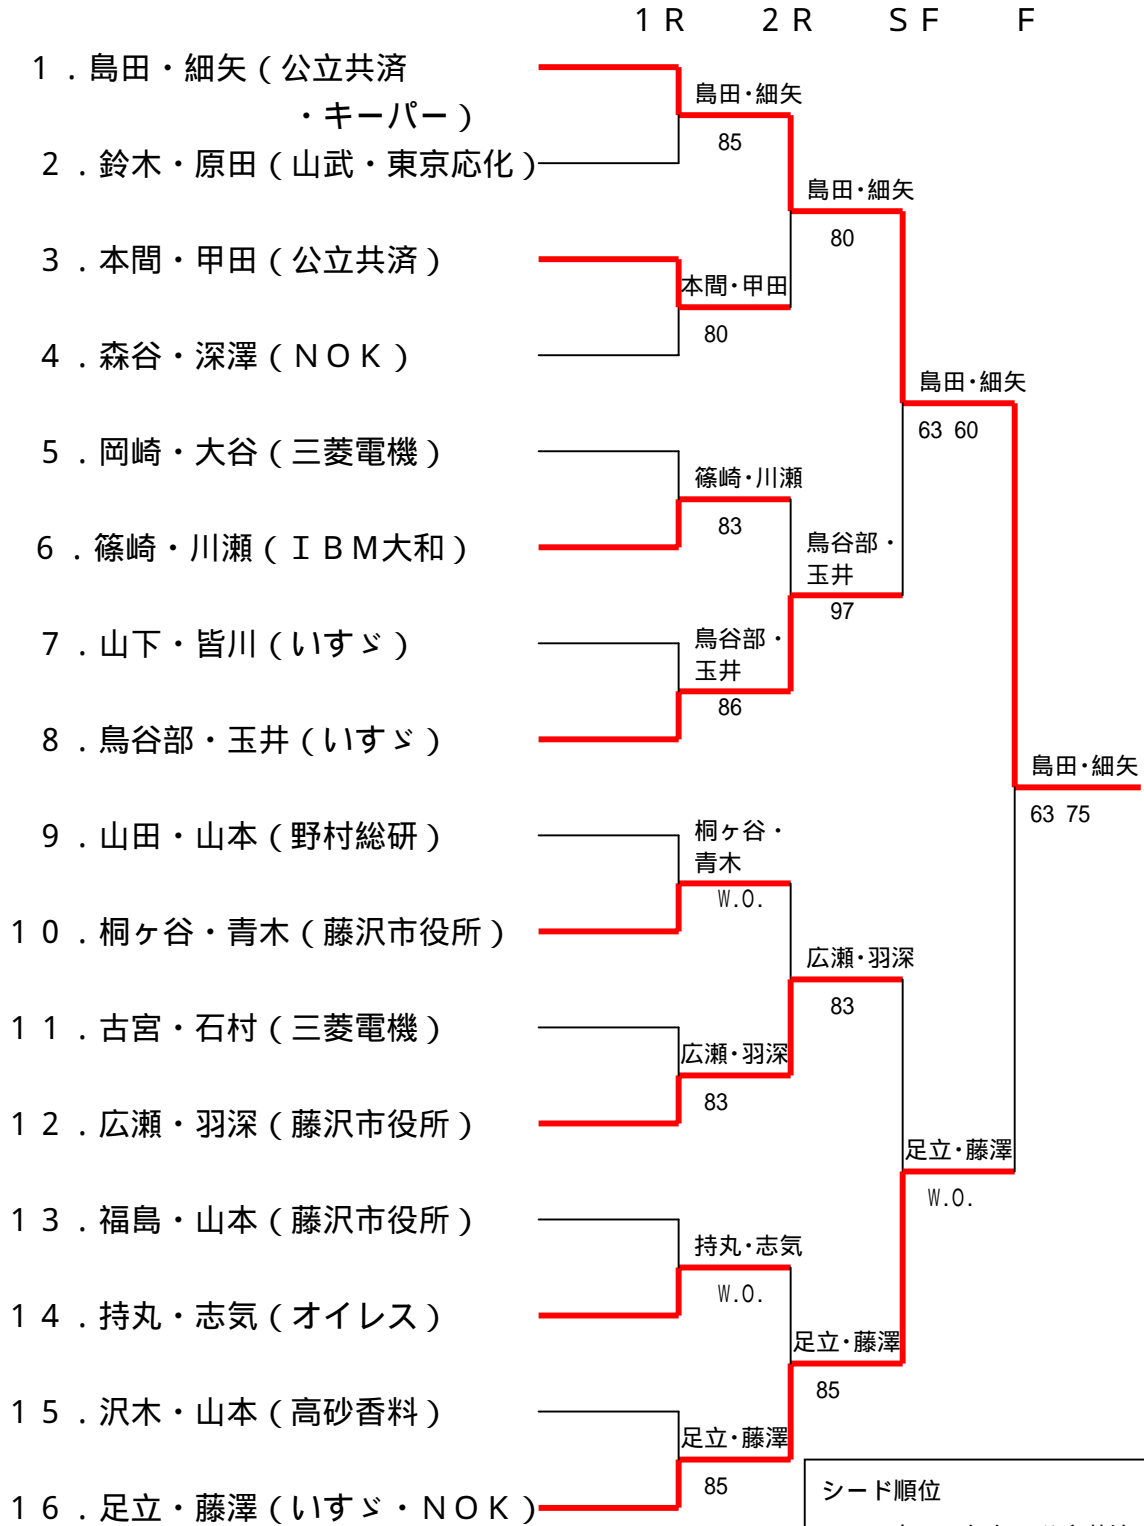 １Ｒ　２Ｒ　ＳＦ　Ｆ
１．島田・細矢（公立共済
・キーパー）
２．鈴木・原田（山武・東京応化）
３．本間・甲田（公立共済）
４．森谷・深澤（ＮＯＫ）
５．岡崎・大谷（三菱電機）
６．篠崎・川瀬（ＩＢＭ大和）
７．山下・皆川（いすゞ）
８．鳥谷部・玉井（いすゞ）
９．山田・山本（野村総研）
１０．桐ヶ谷・青木（藤沢市役所）
１１．古宮・石村（三菱電機）
１２．広瀬・羽深（藤沢市役所）
１３．福島・山本（藤沢市役所）
１４．持丸・志気（オイレス）
１５．沢木・山本（高砂香料）
１６．足立・藤澤（いすゞ・ＮＯＫ）
島田・細矢
85
本間・甲田
80
篠崎・川瀬
83
鳥谷部・
玉井
86
桐ヶ谷・
青木
W.O.
広瀬・羽深
83
持丸・志気
W.O.
足立・藤澤
85
島田・細矢
80
鳥谷部・
玉井
97
広瀬・羽深
83
足立・藤澤
85
島田・細矢
63 60
足立・藤澤
W.O.
島田・細矢
63 75
シード順位